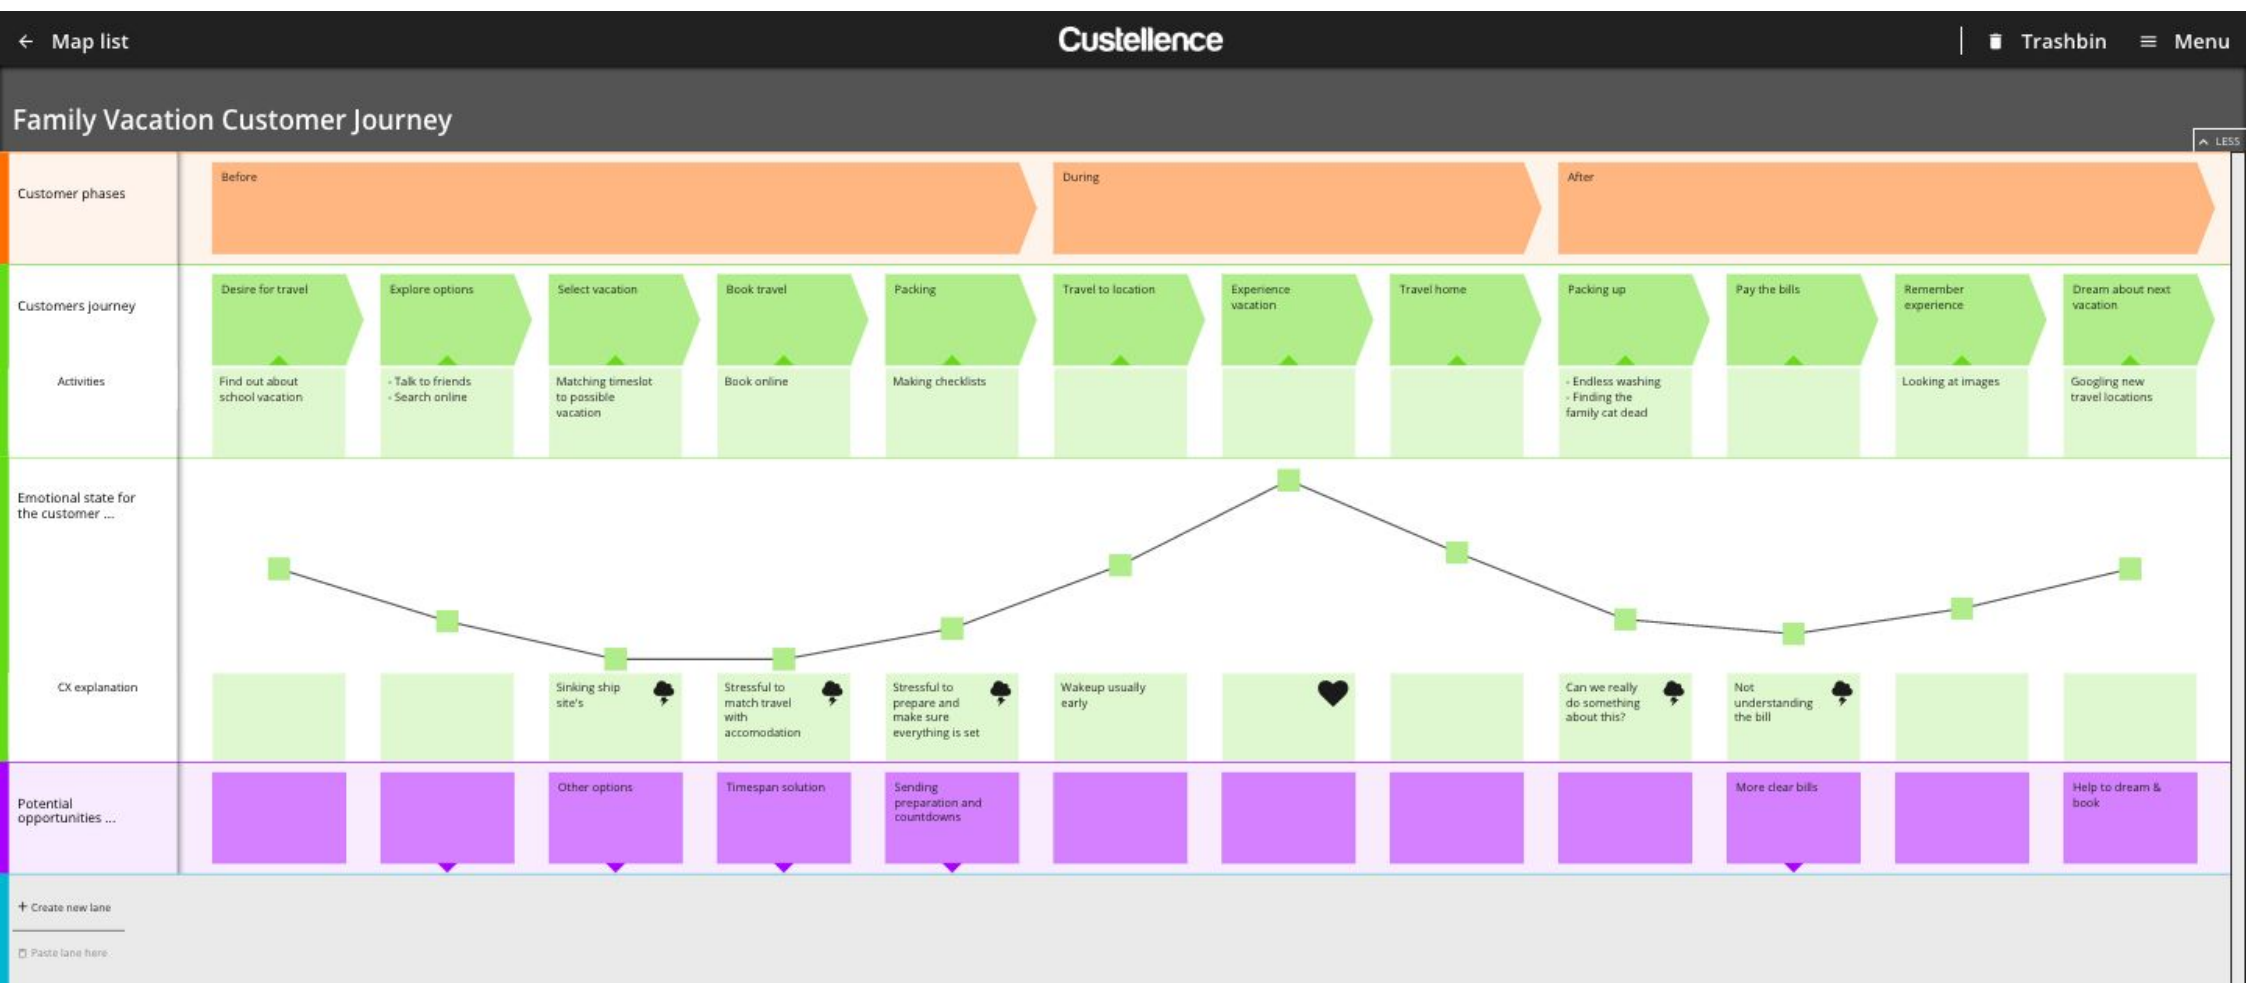 ← Map list
Custellence
Trashbin
Menu
Family Vacation Customer Journey
LESS
Customer phases
Before
During
After
Customers journey
Desire for travel
Explore options
Select vacation
Book travel
Packing
Travel to location
Experience
vacation
Travel home
Packing up
Pay the bills
Remember
experience
Dream about next
vacation
Activities
Find out about
school vacation
- Talk to friends
- Search online
Matching timeslot
to possible
vacation
Book online
Making checklists
- Endless washing
- Finding the
family cat dead
Looking at images
Googling new
travel locations
Emotional state for
the customer ...
CX explanation
Sinking ship
site's
Stressful to
match travel
with
accomodation
Stressful to
prepare and
make sure
everything is set
Wakeup usually
early
Can we really
do something
about this?
Not
understanding
the bill
Potential
opportunities ...
Other options
Timespan solution
Sending
preparation and
countdowns
More clear bills
Help to dream &
book
+ Create new lane
Paste lane here